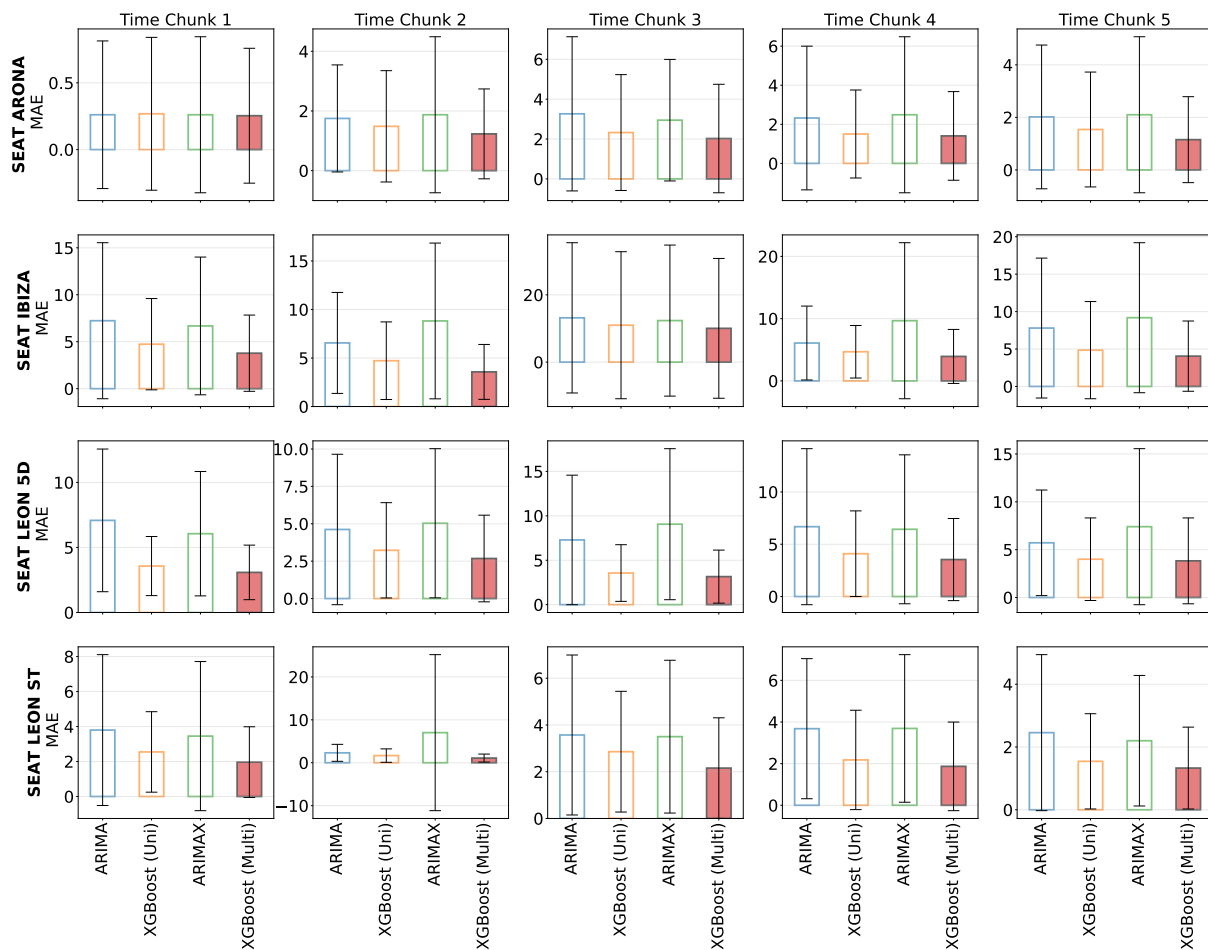 Time Chunk 1
Time Chunk 2
Time Chunk 3
Time Chunk 4
Time Chunk 5
SEAT ARONA
MAE
0.5
0.0
4
2
0
6
4
2
0
6
4
2
0
4
2
0
SEAT IBIZA
MAE
15
10
5
0
15
10
5
0
20
0
20
10
0
20
15
10
5
0
SEAT LEON 5D
MAE
10
5
0
10.0
7.5
5.0
2.5
0.0
15
10
5
0
10
5
0
15
10
5
0
SEAT LEON ST
MAE
8
6
4
2
0
20
10
0
−10
6
4
2
0
6
4
2
0
4
2
0
ARIMA
XGBoost (Uni)
ARIMAX
XGBoost (Multi)
ARIMA
XGBoost (Uni)
ARIMAX
XGBoost (Multi)
ARIMA
XGBoost (Uni)
ARIMAX
XGBoost (Multi)
ARIMA
XGBoost (Uni)
ARIMAX
XGBoost (Multi)
ARIMA
XGBoost (Uni)
ARIMAX
XGBoost (Multi)